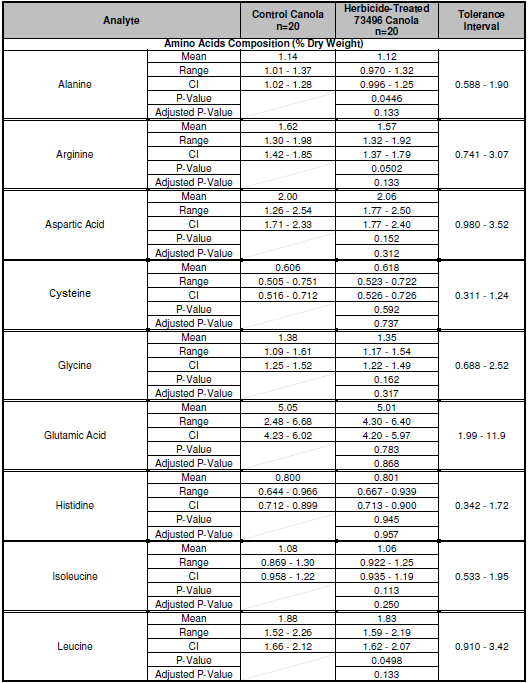 Analyte Control Canola n=20 Herbicide-Treated 73496 Canola n=20 Tolerance Interval
Amino Acids Composition (% Dry Weight)
Alanine
Mean 1.14 1.12
Range 1.01 - 1.37 0.970 - 1.32
CI 1.02 - 1.28 0.996 - 1.25
P-Value 0.0446
Adjusted P-Value 0.133
0.588 - 1.90
Arginine
Mean 1.62 1.57
Range 1.30 - 1.98 1.32 - 1.92
CI 1.42 - 1.85 1.37 - 1.79
P-Value 0.0502
Adjusted P-Value 0.133
0.741 - 3.07
Aspartic Acid
Mean 2.00 2.06
Range 1.26 - 2.54 1.77 - 2.50
CI 1.71 - 2.33 1.77 - 2.40
P-Value 0.152
Adjusted P-Value 0.312
0.980 - 3.52
Cysteine
Mean 0.606 0.618
Range 0.505 - 0.751 0.523 - 0.722
CI 0.516 - 0.712 0.526 - 0.726
P-Value 0.592
Adjusted P-Value 0.737
0.311 - 1.24
Glycine
Mean 1.38 1.35
Range 1.09 - 1.61 1.17 - 1.54
CI 1.25 - 1.52 1.22 - 1.49
P-Value 0.162
Adjusted P-Value 0.317
0.688 - 2.52
Glutamic Acid
Mean 5.05 5.01
Range 2.48 - 6.68 4.30 - 6.40
CI 4.23 - 6.02 4.20 - 5.97
P-Value 0.783
Adjusted P-Value 0.868
1.99 - 11.9
Histidine
Mean 0.800 0.801
Range 0.644 - 0.966 0.667 - 0.939
CI 0.712 - 0.899 0.713 - 0.900
P-Value 0.945
Adjusted P-Value 0.957
0.342 - 1.72
Isoleucine
Mean 1.08 1.06
Range 0.869 - 1.30 0.922 - 1.25
CI 0.958 - 1.22 0.935 - 1.19
P-Value 0.113
Adjusted P-Value 0.250
0.533 - 1.95
Leucine
Mean 1.88 1.83
Range 1.52 - 2.26 1.59 - 2.19
CI 1.66 - 2.12 1.62 - 2.07
P-Value 0.0498
Adjusted P-Value 0.133
0.910 - 3.42